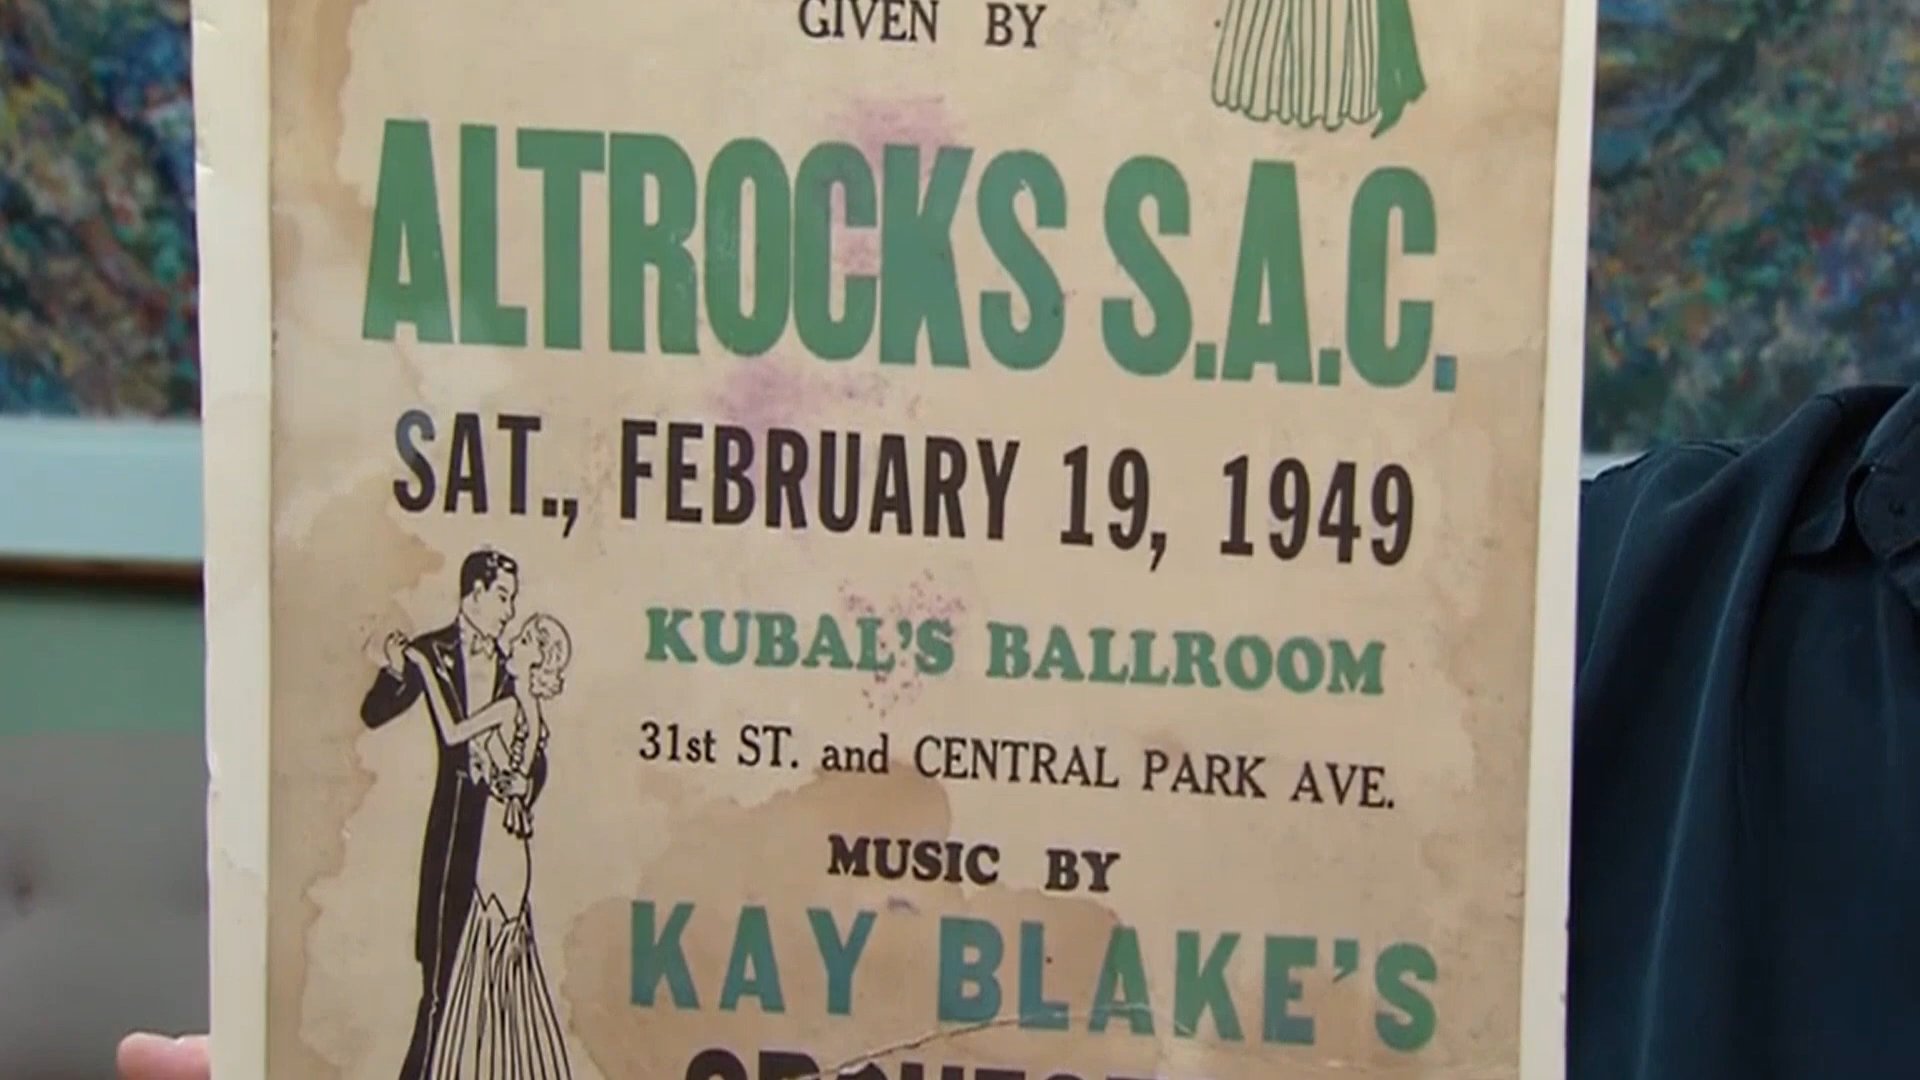 GIVEN BY
ALTROCKS S.A.C.
SAT., FEBRUARY 19, 1949
KUBAL'S BALLROOM
31st ST. and CENTRAL PARK AVE.
MUSIC BY
KAY BLAKE'S